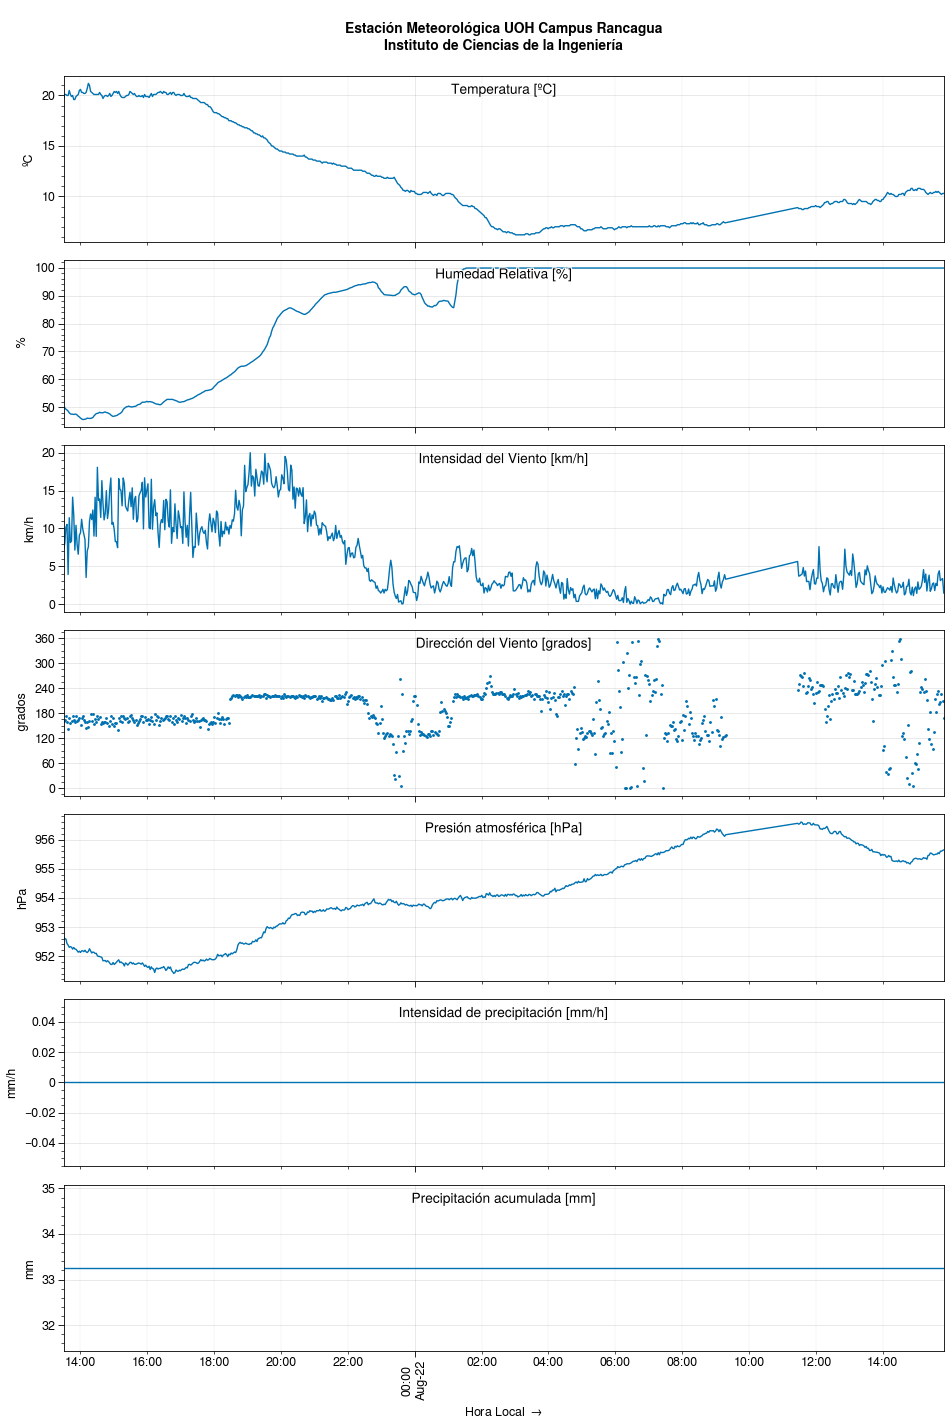 Estación Meteorológica UOH Campus Rancagua
Instituto de Ciencias de la Ingeniería
Temperatura [ºC]
ºC
20
15
10
Humedad Relativa [%]
%
100
90
80
70
60
50
Intensidad del Viento [km/h]
km/h
20
15
10
5
0
Dirección del Viento [grados]
grados
360
300
240
180
120
60
0
Presión atmosférica [hPa]
hPa
956
955
954
953
952
Intensidad de precipitación [mm/h]
mm/h
0.04
0.02
0
−0.02
−0.04
Precipitación acumulada [mm]
mm
35
34
33
32
14:00 16:00 18:00 20:00 22:00 00:00 02:00 04:00 06:00 08:00 10:00 12:00 14:00
Aug-22
Hora Local →